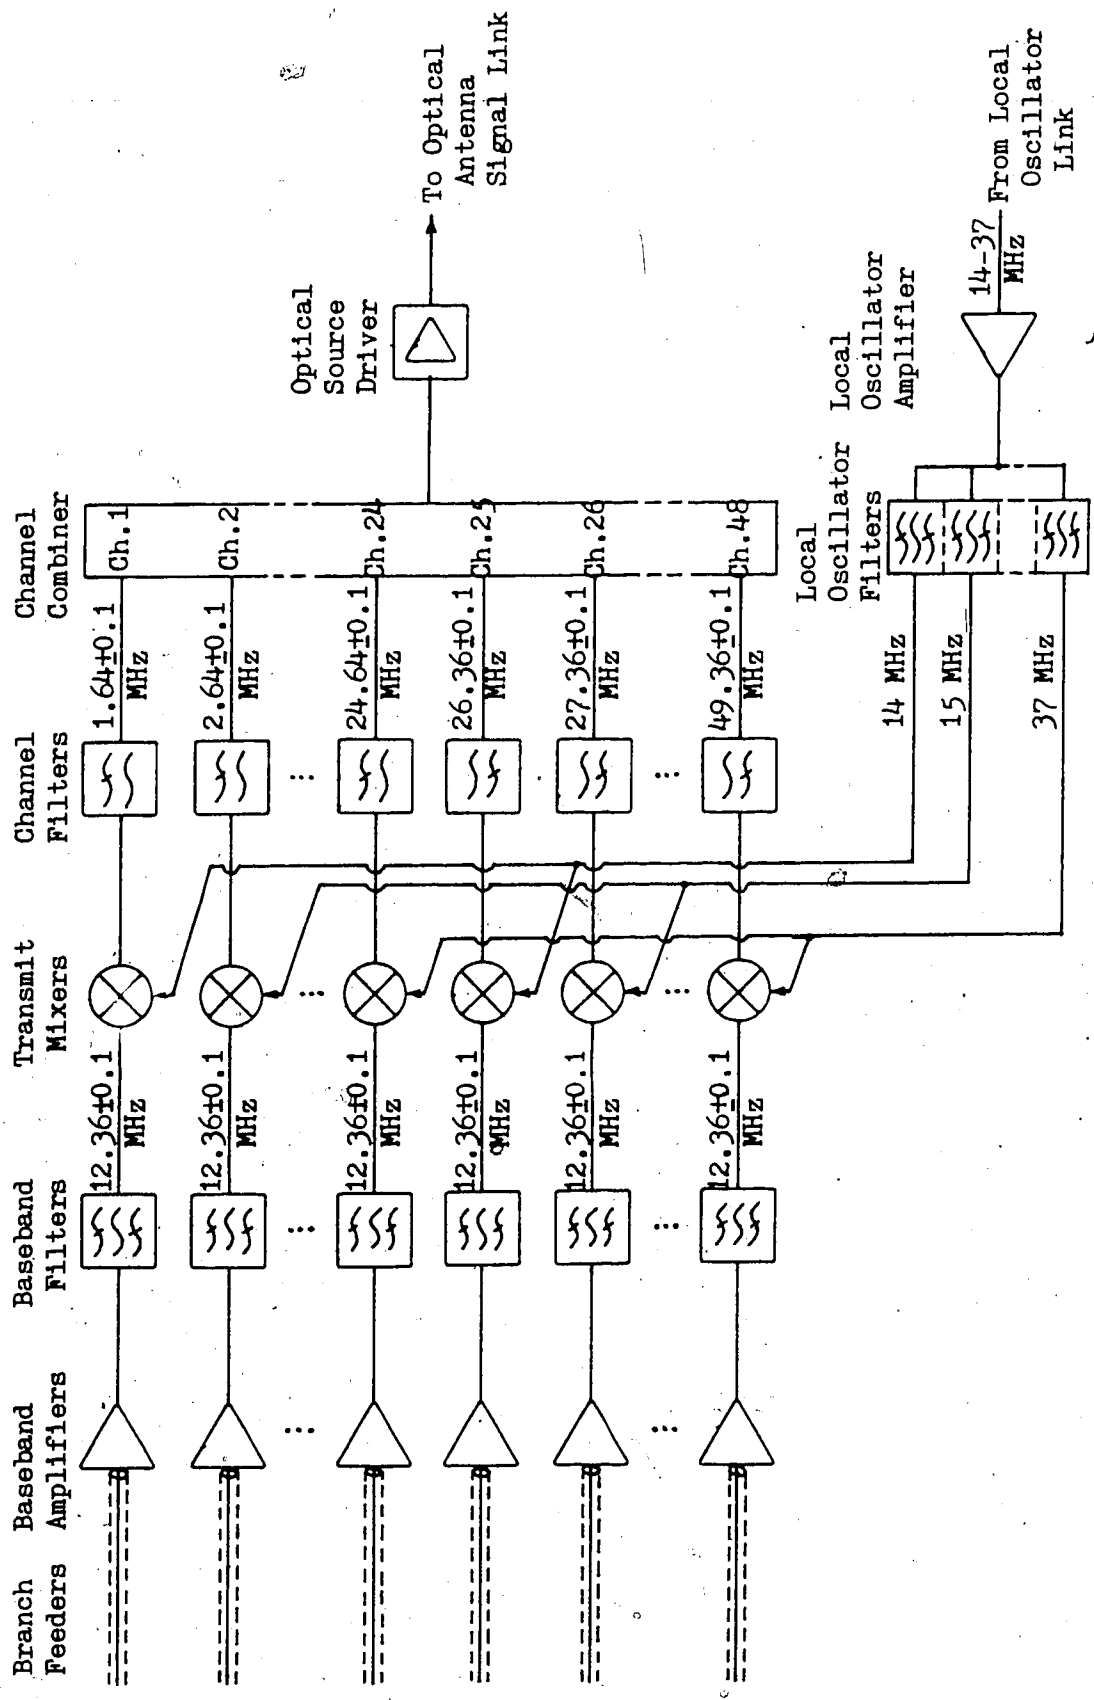 Branch
Feeders
Baseband
Amplifiers
Baseband
Filters
Transmit
Mixers
Channel
Filters
Channel
Combiner
12.36±0.1
MHz
1.64±0.1
MHz
Ch.1
12.36±0.1
MHz
2.64±0.1
MHz
Ch.2
...
...
...
...
12.36±0.1
MHz
24.64±0.1
MHz
Ch.24
12.36±0.1
MHz
26.36±0.1
MHz
Ch.25
12.36±0.1
MHz
27.36±0.1
MHz
Ch.26
...
...
...
...
12.36±0.1
MHz
49.36±0.1
MHz
Ch.48
Optical
Source
Driver
To Optical
Antenna
Signal Link
Local
Oscillator
Filters
Local
Oscillator
Amplifier
14 MHz
15 MHz
37 MHz
14-37
MHz
From Local
Oscillator
Link